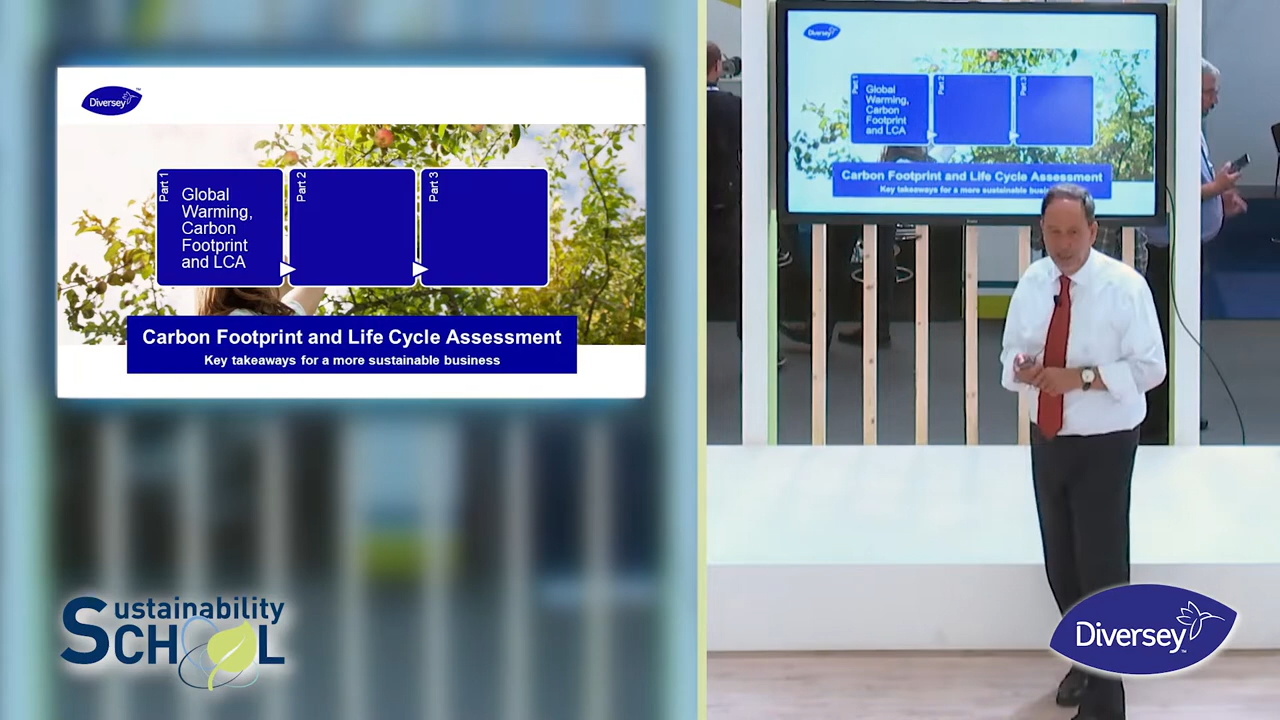 Diversey
TM
Part 1
Global
Warming,
Carbon
Footprint
and LCA
Part 2
Part 3
Carbon Footprint and Life Cycle Assessment
Key takeaways for a more sustainable business
Diversey
Part 1
Global
Warming,
Carbon
Footprint
and LCA
Part 2
Part 3
Carbon Footprint and Life Cycle Assessment
Key takeaways for a more sustainable
Sustainability
SCHOOL
Diversey
TM